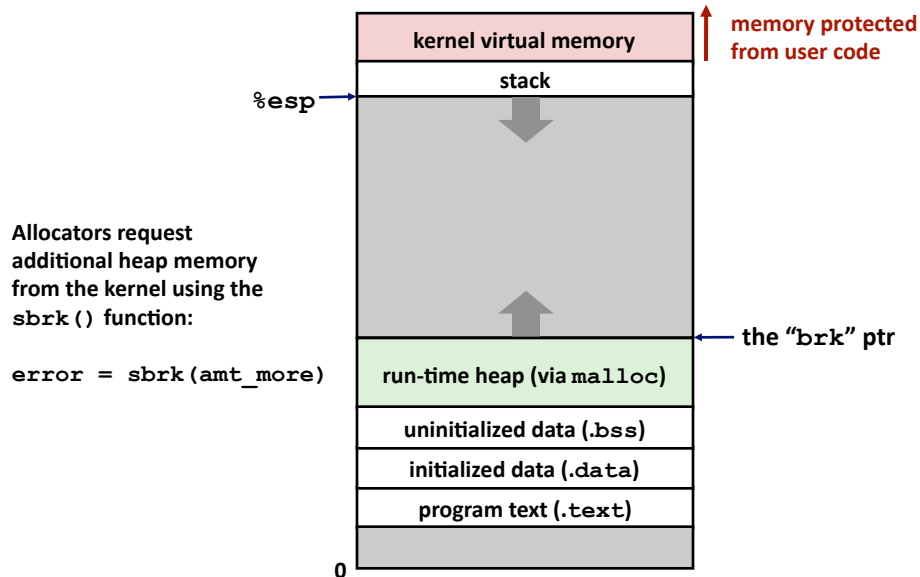 kernel virtual memory
memory protected
from user code
stack
%esp
Allocators request
additional heap memory
from the kernel using the
sbrk() function:
the “brk” ptr
error = sbrk(amt_more)
run-time heap (via malloc)
uninitialized data (.bss)
initialized data (.data)
program text (.text)
0